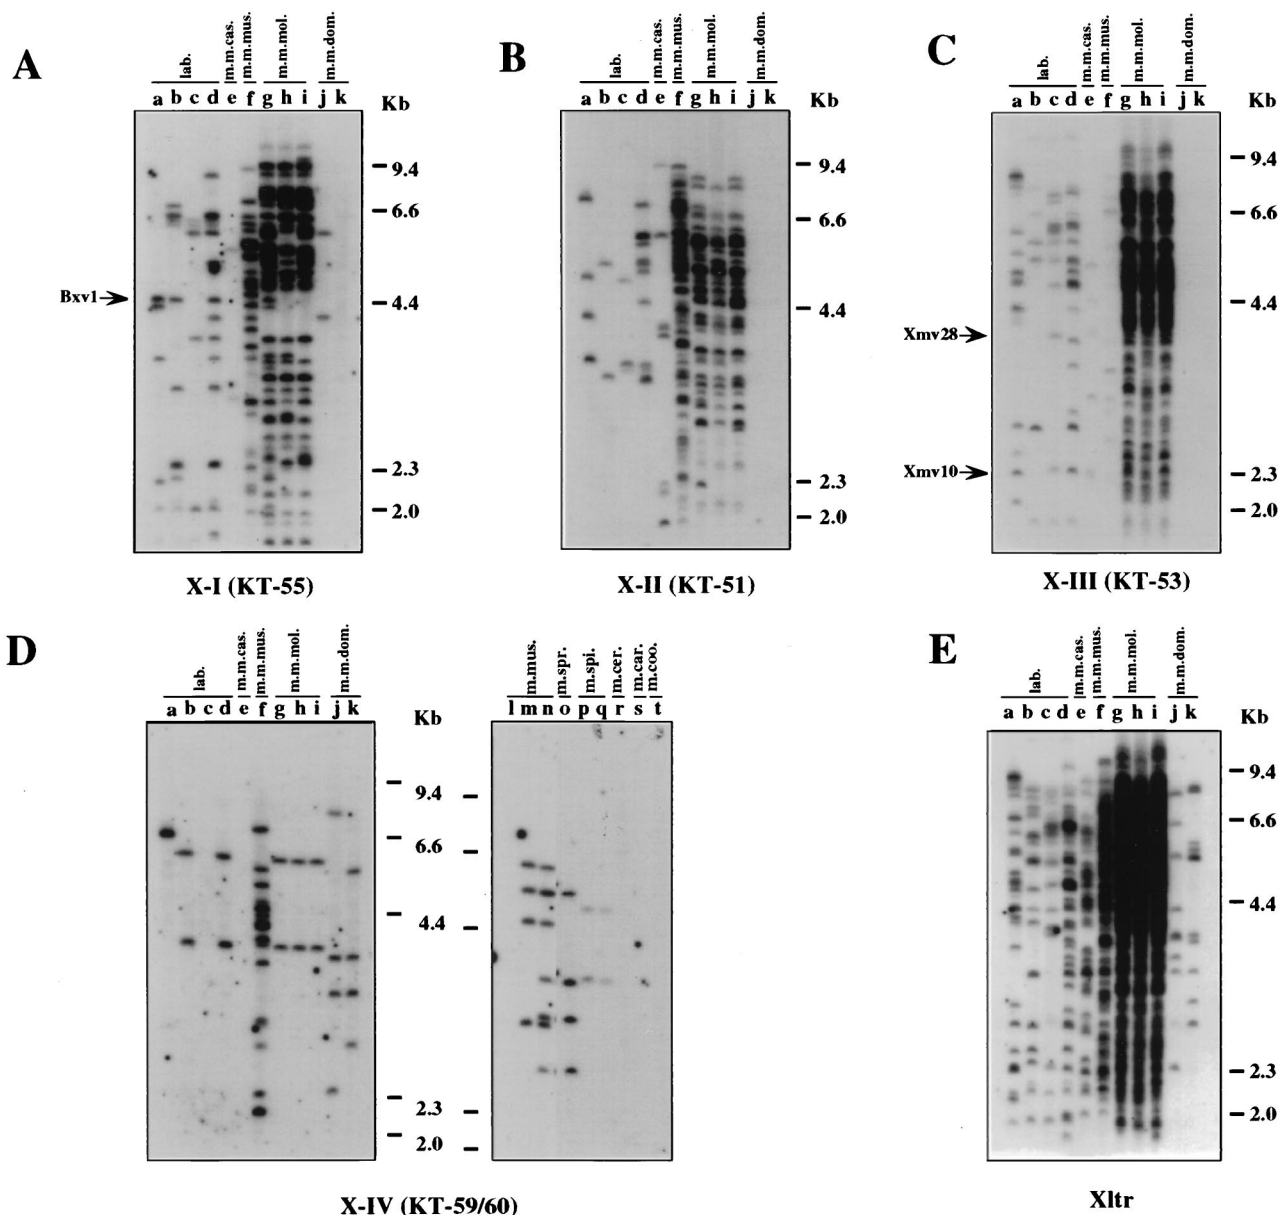 A
lab.
m.m.cas.
m.m.mus.
m.m.mol.
m.m.dom.
a b c d e f g h i j k
Kb
9.4
6.6
Bxv1
4.4
2.3
2.0
X-I (KT-55)
B
lab.
m.m.cas.
m.m.mus.
m.m.mol.
m.m.dom.
a b c d e f g h i j k
Kb
9.4
6.6
4.4
2.3
2.0
X-II (KT-51)
C
lab.
m.m.cas.
m.m.mus.
m.m.mol.
m.m.dom.
a b c d e f g h i j k
Kb
9.4
6.6
4.4
Xmv28
Xmv10
2.3
2.0
X-III (KT-53)
D
lab.
m.m.cas.
m.m.mus.
m.m.mol.
m.m.dom.
a b c d e f g h i j k
Kb
9.4
6.6
4.4
2.3
2.0
m.mus.
m.spr.
m.spi.
m.cer.
m.car.
m.coo.
l m n o p q r s t
X-IV (KT-59/60)
E
lab.
m.m.cas.
m.m.mus.
m.m.mol.
m.m.dom.
a b c d e f g h i j k
Kb
9.4
6.6
4.4
2.3
2.0
Xltr